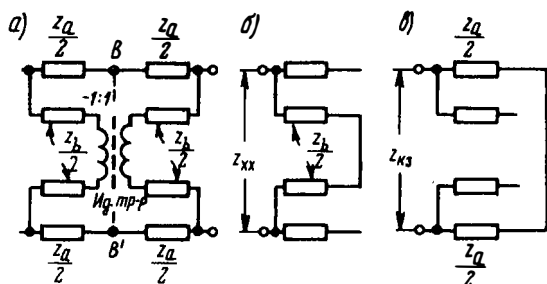 а)
z_a/2
B
z_a/2
б)
в)
z_a/2
-1:1
z_b/2
z_b/2
z_b/2
z_хх
z_кз
Ид. тр-р
z_a/2
B'
z_a/2
z_a/2